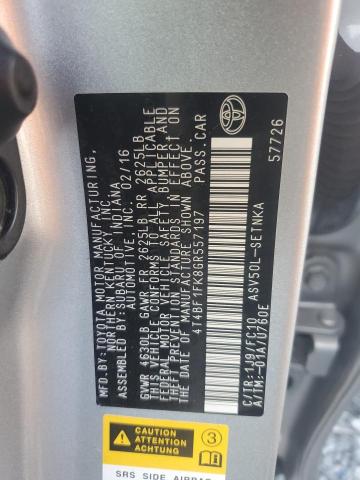 MFD. BY: TOYOTA MOTOR MANUFACTURING,
NORTHERN KENTUCKY, INC.
ASSEMBLED BY: SUBARU OF INDIANA
AUTOMOTIVE, INC. 02/16
GVWR 4630LB GAWR FR 2625LB RR 2625LB
THIS VEHICLE CONFORMS TO ALL APPLICABLE
FEDERAL MOTOR VEHICLE SAFETY, BUMPER AND
THEFT PREVENTION STANDARDS IN EFFECT ON
THE DATE OF MANUFACTURE SHOWN ABOVE.
4T4BF1FK8GR557197 PASS.CAR
C/TR:1J9/FC10 ASV50L-SETNKA
A/TM:-01A/U760E
57726
TOYOTA
CAUTION
ATTENTION
ACHTUNG
3
SRS SIDE AIRBAG